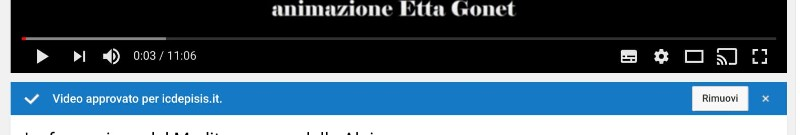 animazione Etta Gonet
0:03 / 11:06
Video approvato per icdepisis.it.
Rimuovi